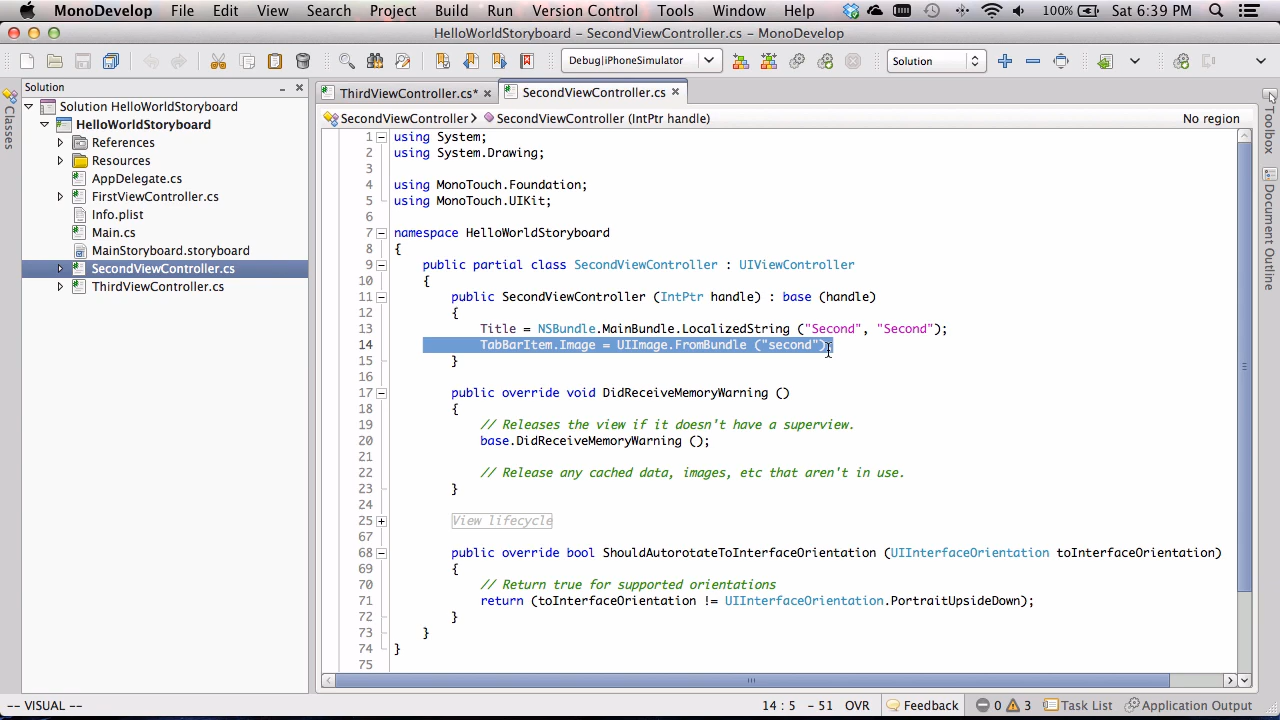 MonoDevelop File Edit View Search Project Build Run Version Control Tools Window Help 100% Sat 6:39 PM
HelloWorldStoryboard – SecondViewController.cs – MonoDevelop
Debug|iPhoneSimulator Solution
Solution
Solution HelloWorldStoryboard
HelloWorldStoryboard
References
Resources
AppDelegate.cs
FirstViewController.cs
Info.plist
Main.cs
MainStoryboard.storyboard
SecondViewController.cs
ThirdViewController.cs
Classes
ThirdViewController.cs* SecondViewController.cs
SecondViewController SecondViewController (IntPtr handle) No region
1 using System;
2 using System.Drawing;
3
4 using MonoTouch.Foundation;
5 using MonoTouch.UIKit;
6
7 namespace HelloWorldStoryboard
8 {
9 public partial class SecondViewController : UIViewController
10 {
11 public SecondViewController (IntPtr handle) : base (handle)
12 {
13 Title = NSBundle.MainBundle.LocalizedString ("Second", "Second");
14 TabBarItem.Image = UIImage.FromBundle ("second");
15 }
16
17 public override void DidReceiveMemoryWarning ()
18 {
19 // Releases the view if it doesn't have a superview.
20 base.DidReceiveMemoryWarning ();
21
22 // Release any cached data, images, etc that aren't in use.
23 }
24
25 View lifecycle
67
68 public override bool ShouldAutorotateToInterfaceOrientation (UIInterfaceOrientation toInterfaceOrientation)
69 {
70 // Return true for supported orientations
71 return (toInterfaceOrientation != UIInterfaceOrientation.PortraitUpsideDown);
72 }
73 }
74 }
75
Toolbox
Document Outline
-- VISUAL -- 14 : 5 - 51 OVR Feedback 0 3 Task List Application Output